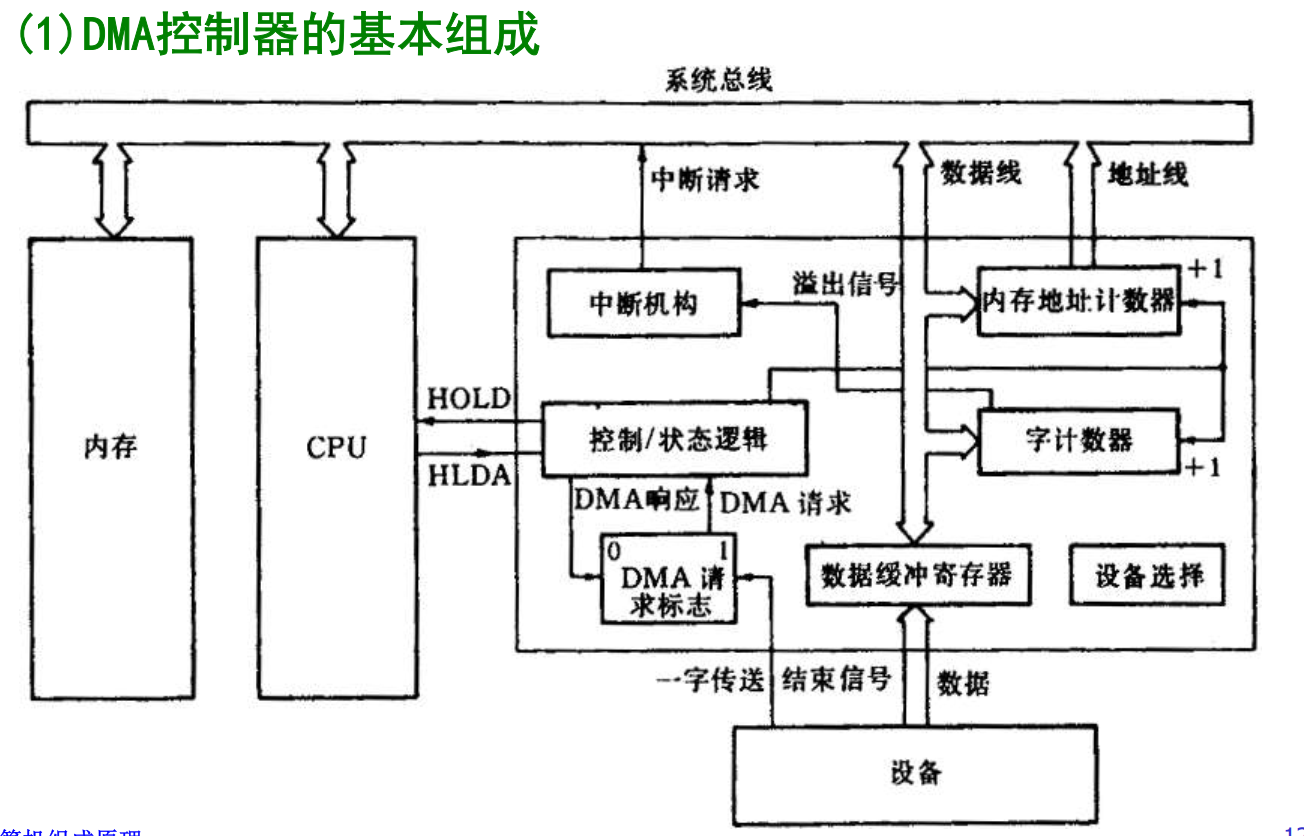 (1)DMA控制器的基本组成
系统总线
中断请求
数据线
地址线
溢出信号
+1
中断机构
内存地址计数器
HOLD
内存
CPU
控制/状态逻辑
字计数器
HLDA
+1
DMA响应
DMA 请求
0
1
DMA 请
求标志
数据缓冲寄存器
设备选择
一字传送
结束信号
数据
设备